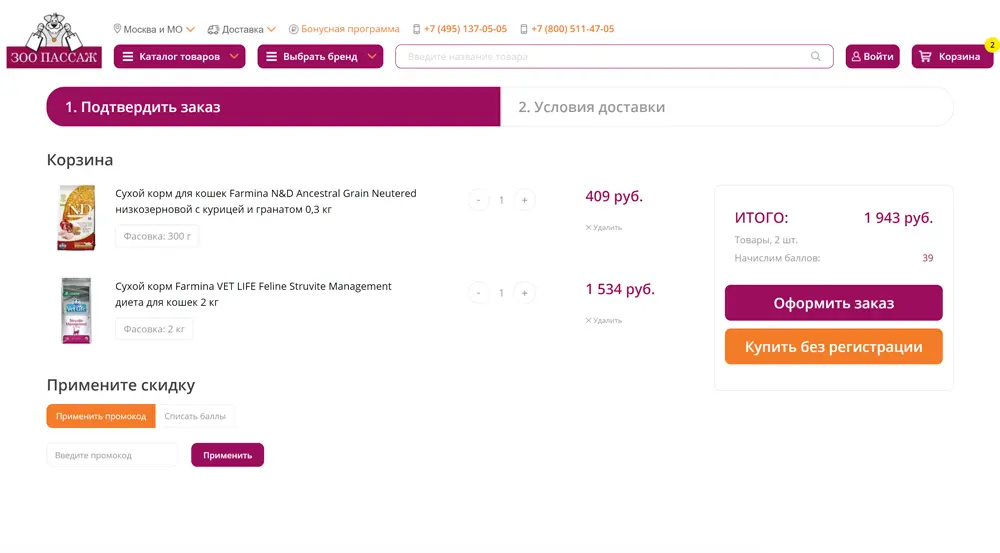 Москва и МО
Доставка
Бонусная программа
+7 (495) 137-05-05
+7 (800) 511-47-05
ЗОО ПАССАЖ
Каталог товаров
Выбрать бренд
Введите название товара
Войти
Корзина
2
1. Подтвердить заказ
2. Условия доставки
Корзина
N&D
Сухой корм для кошек Farmina N&D Ancestral Grain Neutered
низкозерновой с курицей и гранатом 0,3 кг
Фасовка: 300 г
- 1 +
409 руб.
Удалить
Vet Life
Сухой корм Farmina VET LIFE Feline Struvite Management
диета для кошек 2 кг
Фасовка: 2 кг
- 1 +
1 534 руб.
Удалить
ИТОГО: 1 943 руб.
Товары, 2 шт.
Начислим баллов: 39
Оформить заказ
Купить без регистрации
Примените скидку
Применить промокод
Списать баллы
Введите промокод
Применить